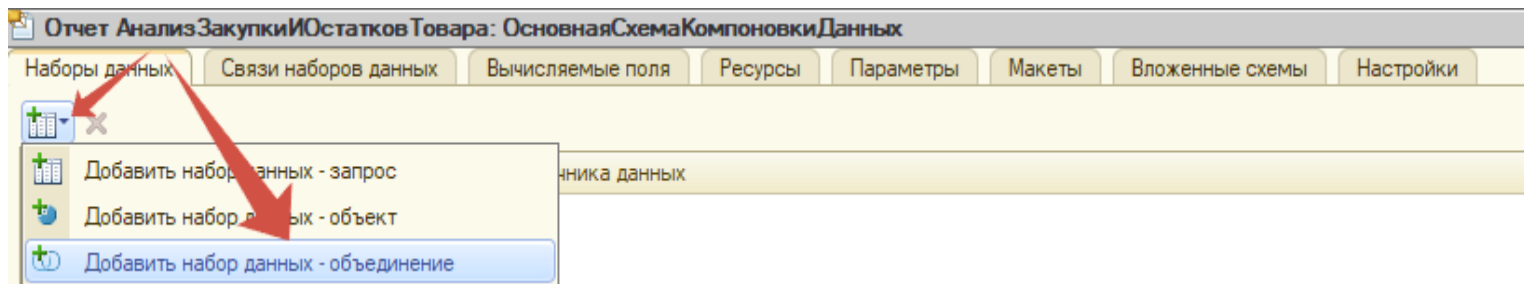 Отчет АнализЗакупкиИОстатковТовара: ОсновнаяСхемаКомпоновкиДанных
Наборы данных Связи наборов данных Вычисляемые поля Ресурсы Параметры Макеты Вложенные схемы Настройки
Добавить набор данных - запрос
данных
Добавить набор данных - объект
Добавить набор данных - объединение